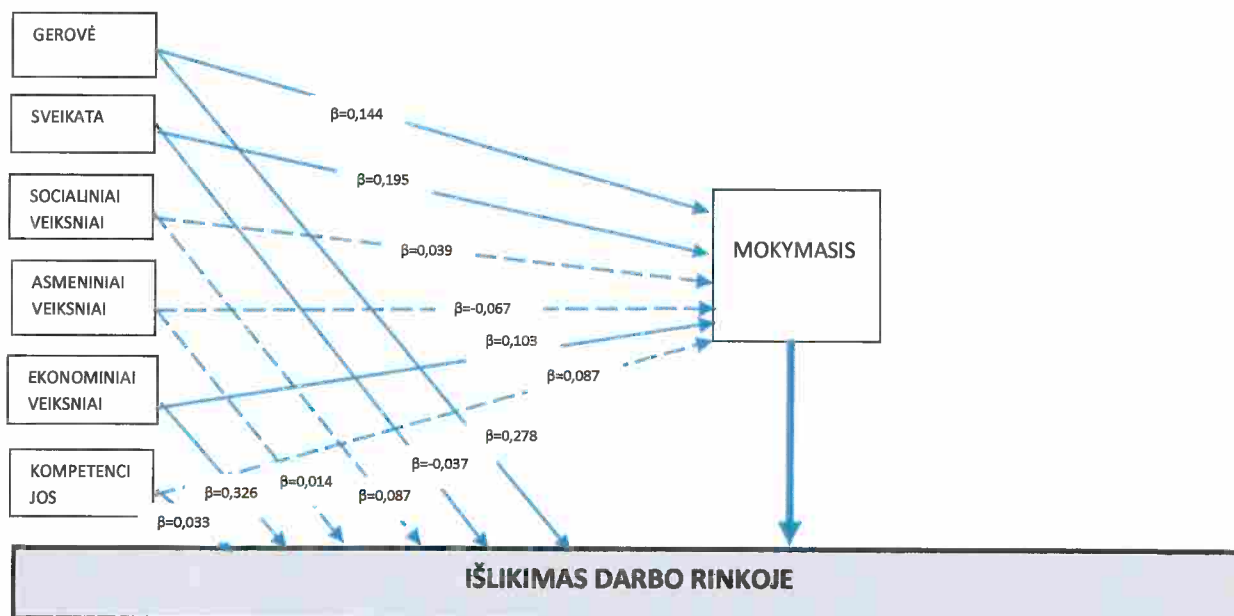 GEROVĖ
SVEIKATA
SOCIALINIAI
VEIKSNIAI
ASMENINIAI
VEIKSNIAI
EKONOMINIAI
VEIKSNIAI
KOMPETENCI
JOS
β=0,144
β=0,195
β=0,039
β=-0,067
β=0,103
β=0,087
MOKYMASIS
β=0,278
β=-0,037
β=0,087
β=0,014
β=0,326
β=0,033
IŠLIKIMAS DARBO RINKOJE